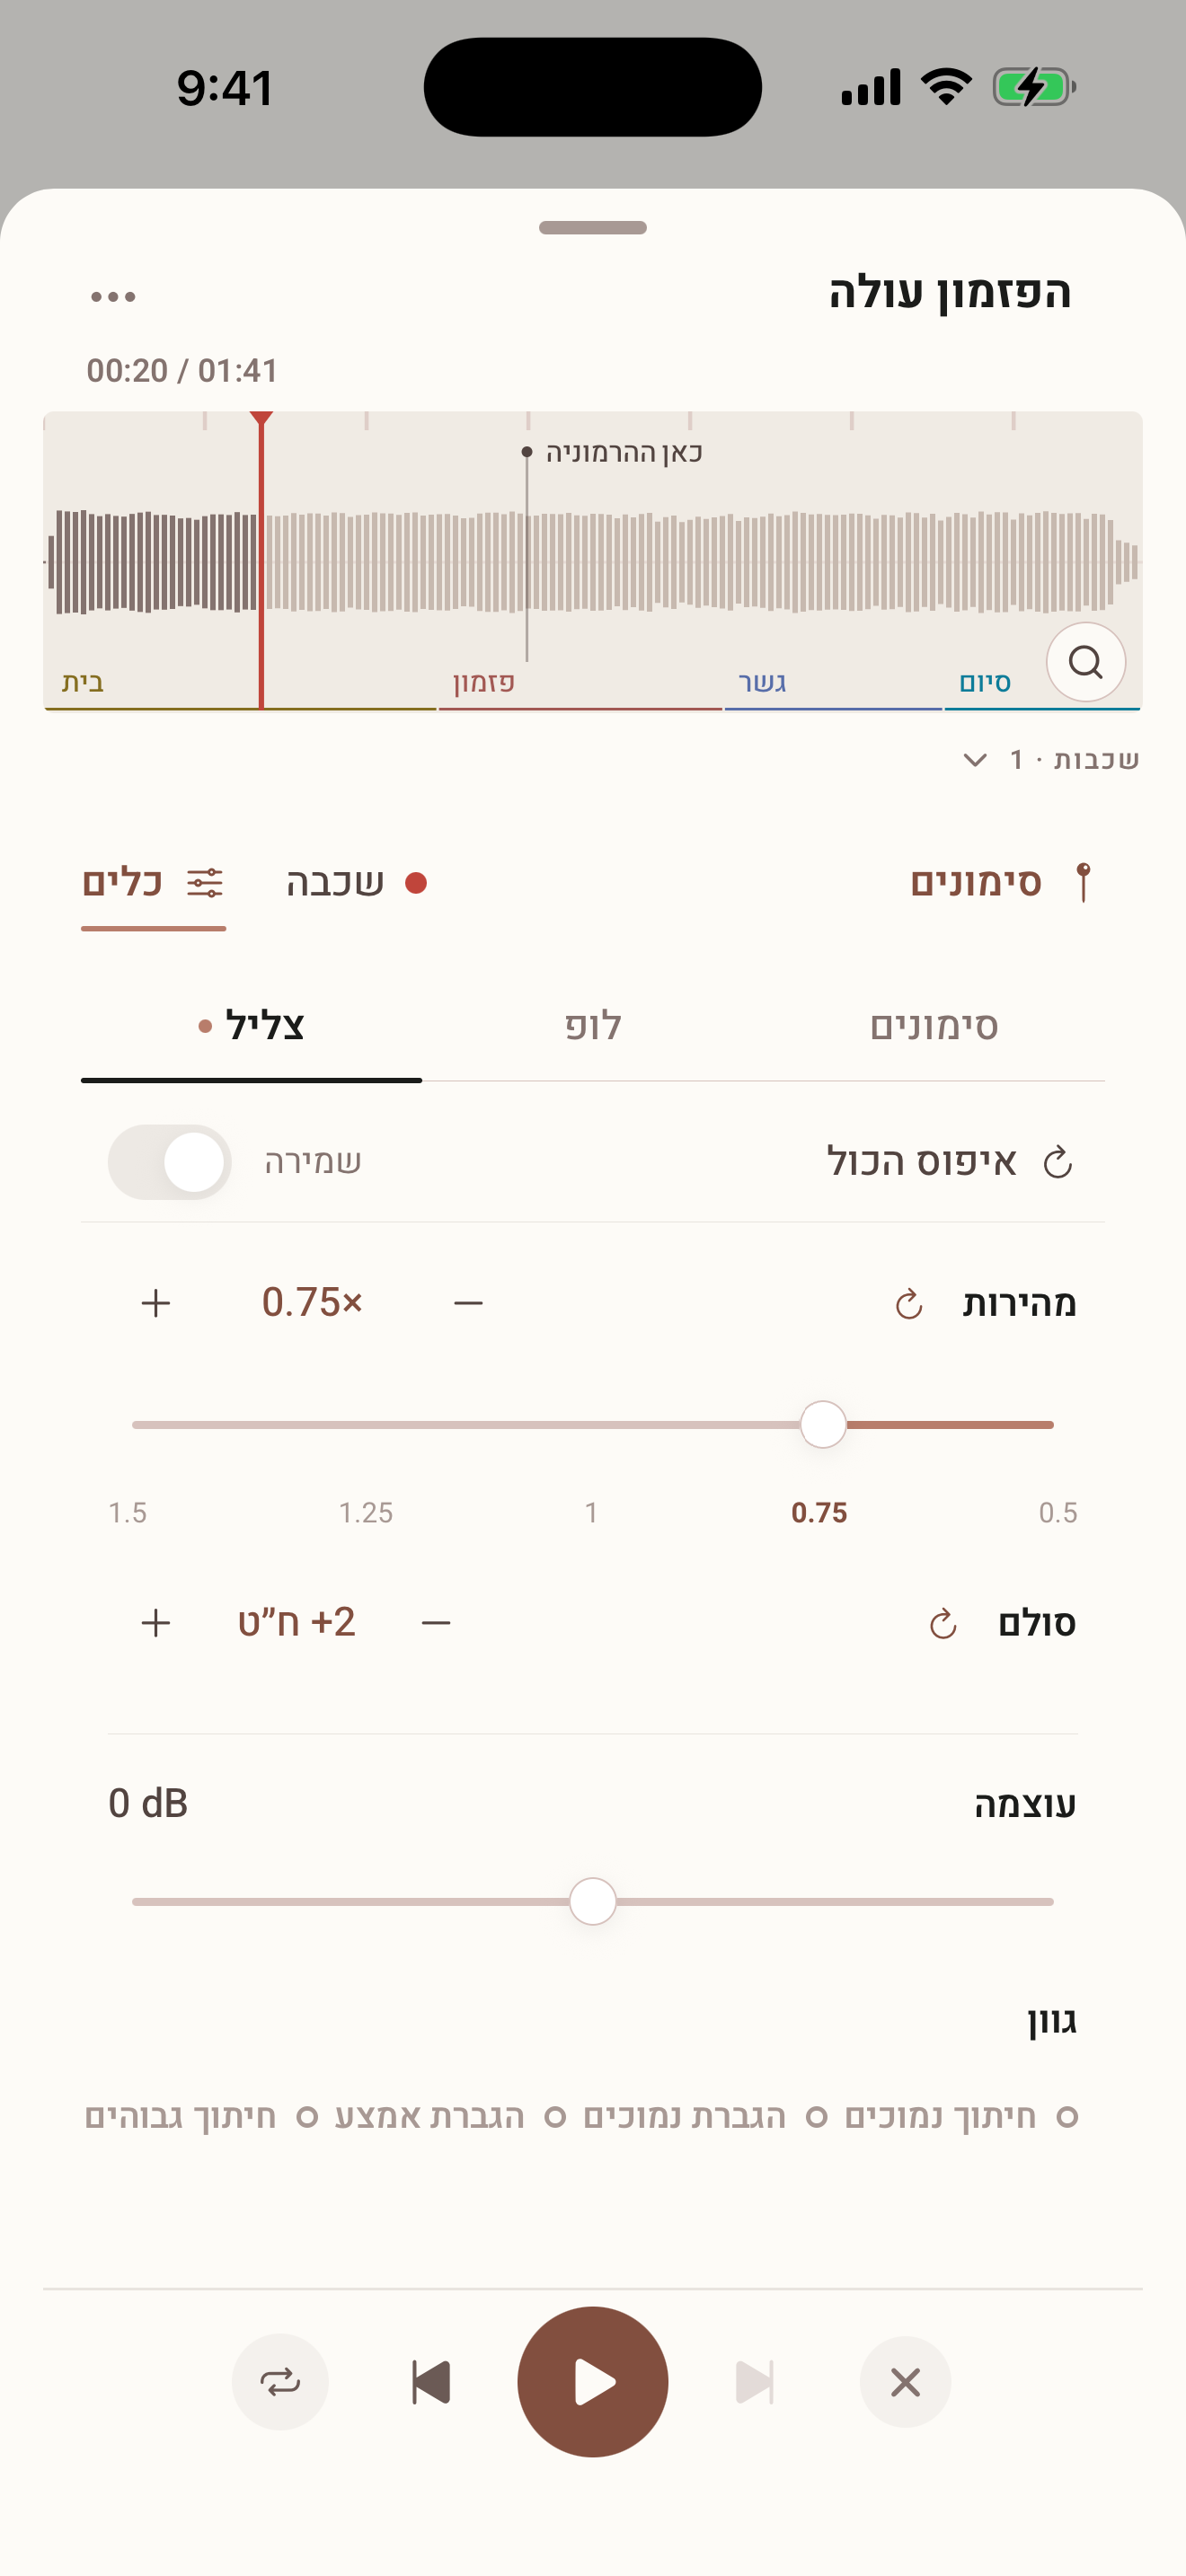 9:41
הפזמון עולה
00:20 / 01:41
כאן ההרמוניה
בית פזמון גשר סיום
שכבות · 1
סימונים שכבה כלים
סימונים לופ צליל
איפוס הכול שמירה
מהירות 0.75×
0.5 0.75 1 1.25 1.5
סולם +2 ח״ט
עוצמה 0 dB
גוון
חיתוך נמוכים הגברת נמוכים הגברת אמצע חיתוך גבוהים